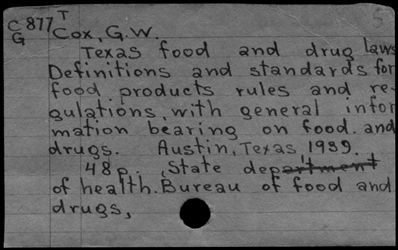 C 877 T
G Cox, G.W. 5
Texas food and drug laws
Definitions and standards for
food products rules and re-
gulations, with general infor
mation bearing on food. and
drugs. Austin, Texas, 1939.
48 p. (State department
of health. Bureau of food and
drugs,